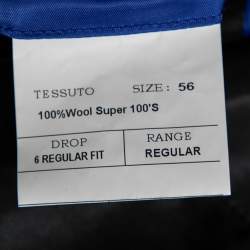 TESSUTO SIZE: 56
100%Wool Super 100'S
DROP RANGE
6 REGULAR FIT REGULAR